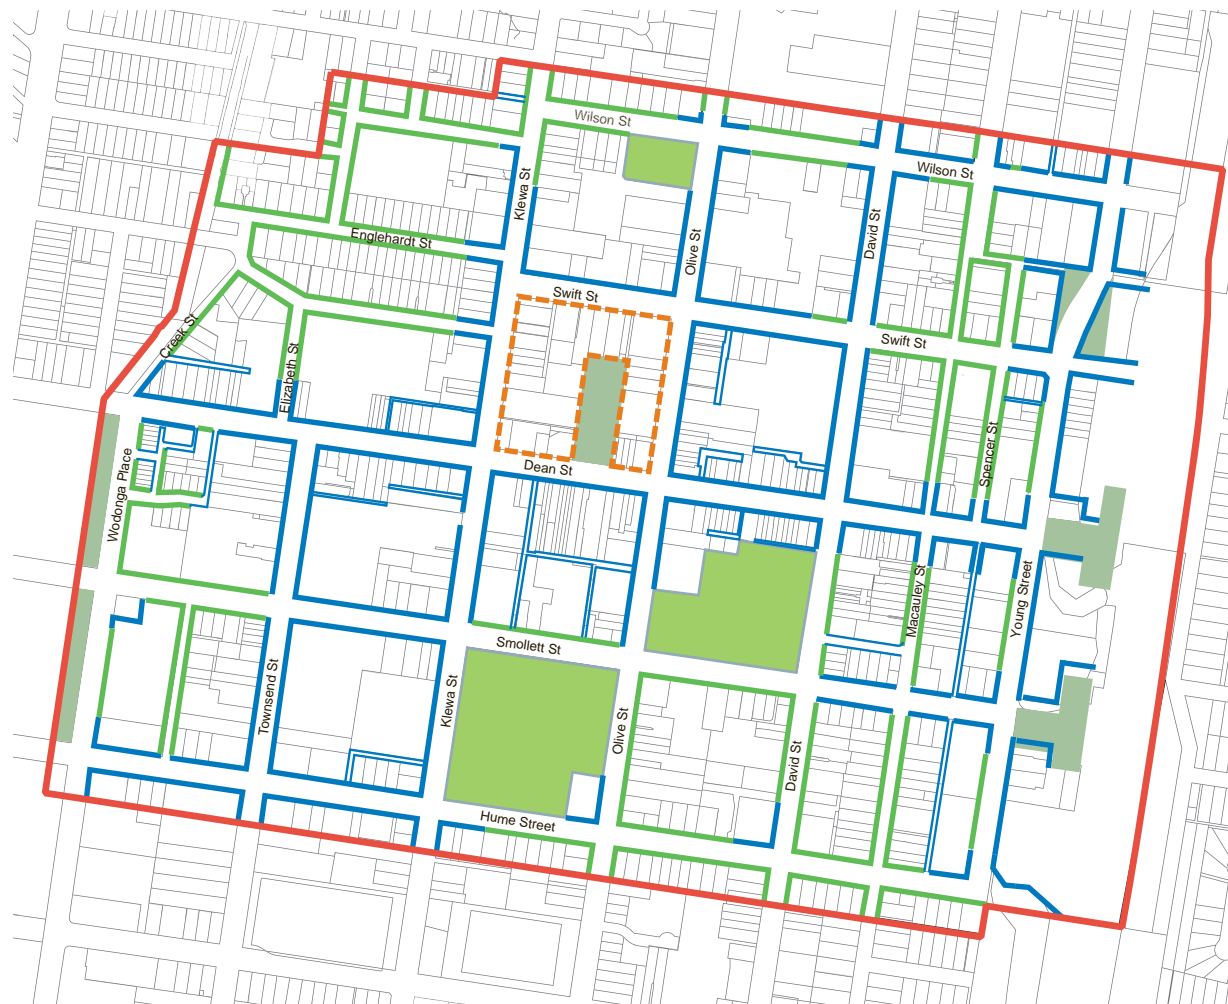 Wilson St
Wilson St
Klewa St
David St
Englehardt St
Olive St
Swift St
Creek St
Swift St
Elizabeth St
Spencer St
Dean St
Wodonga Place
Macauley St
Young Street
Smollett St
Townsend St
Klewa St
Olive St
David St
Hume Street